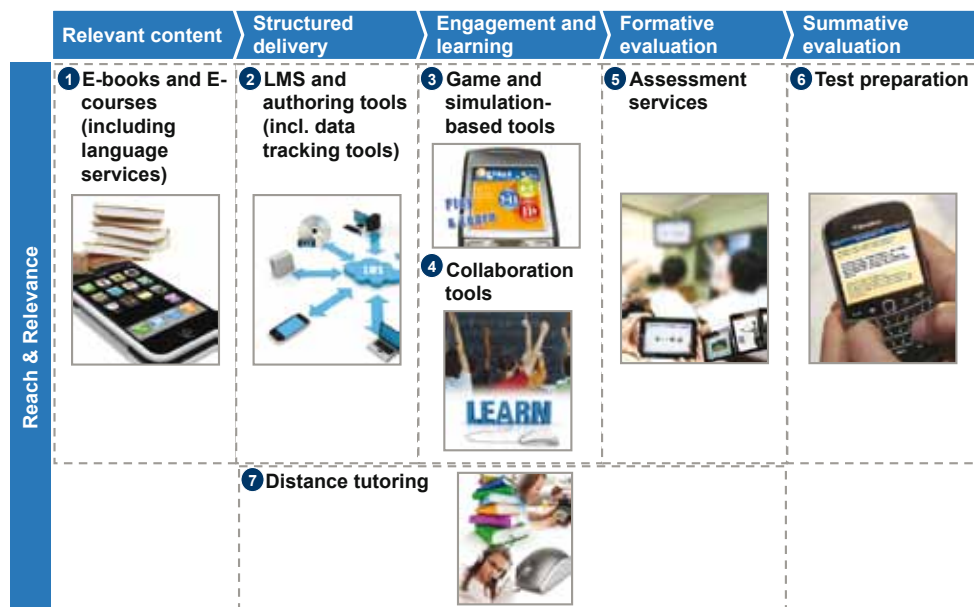 Relevant content
Structured
delivery
Engagement and
learning
Formative
evaluation
Summative
evaluation
Reach & Relevance
1 E-books and E-
courses
(including
language
services)
2 LMS and
authoring tools
(incl. data
tracking tools)
3 Game and
simulation-
based tools
4 Collaboration
tools
5 Assessment
services
6 Test preparation
LMS
LEARN
7 Distance tutoring